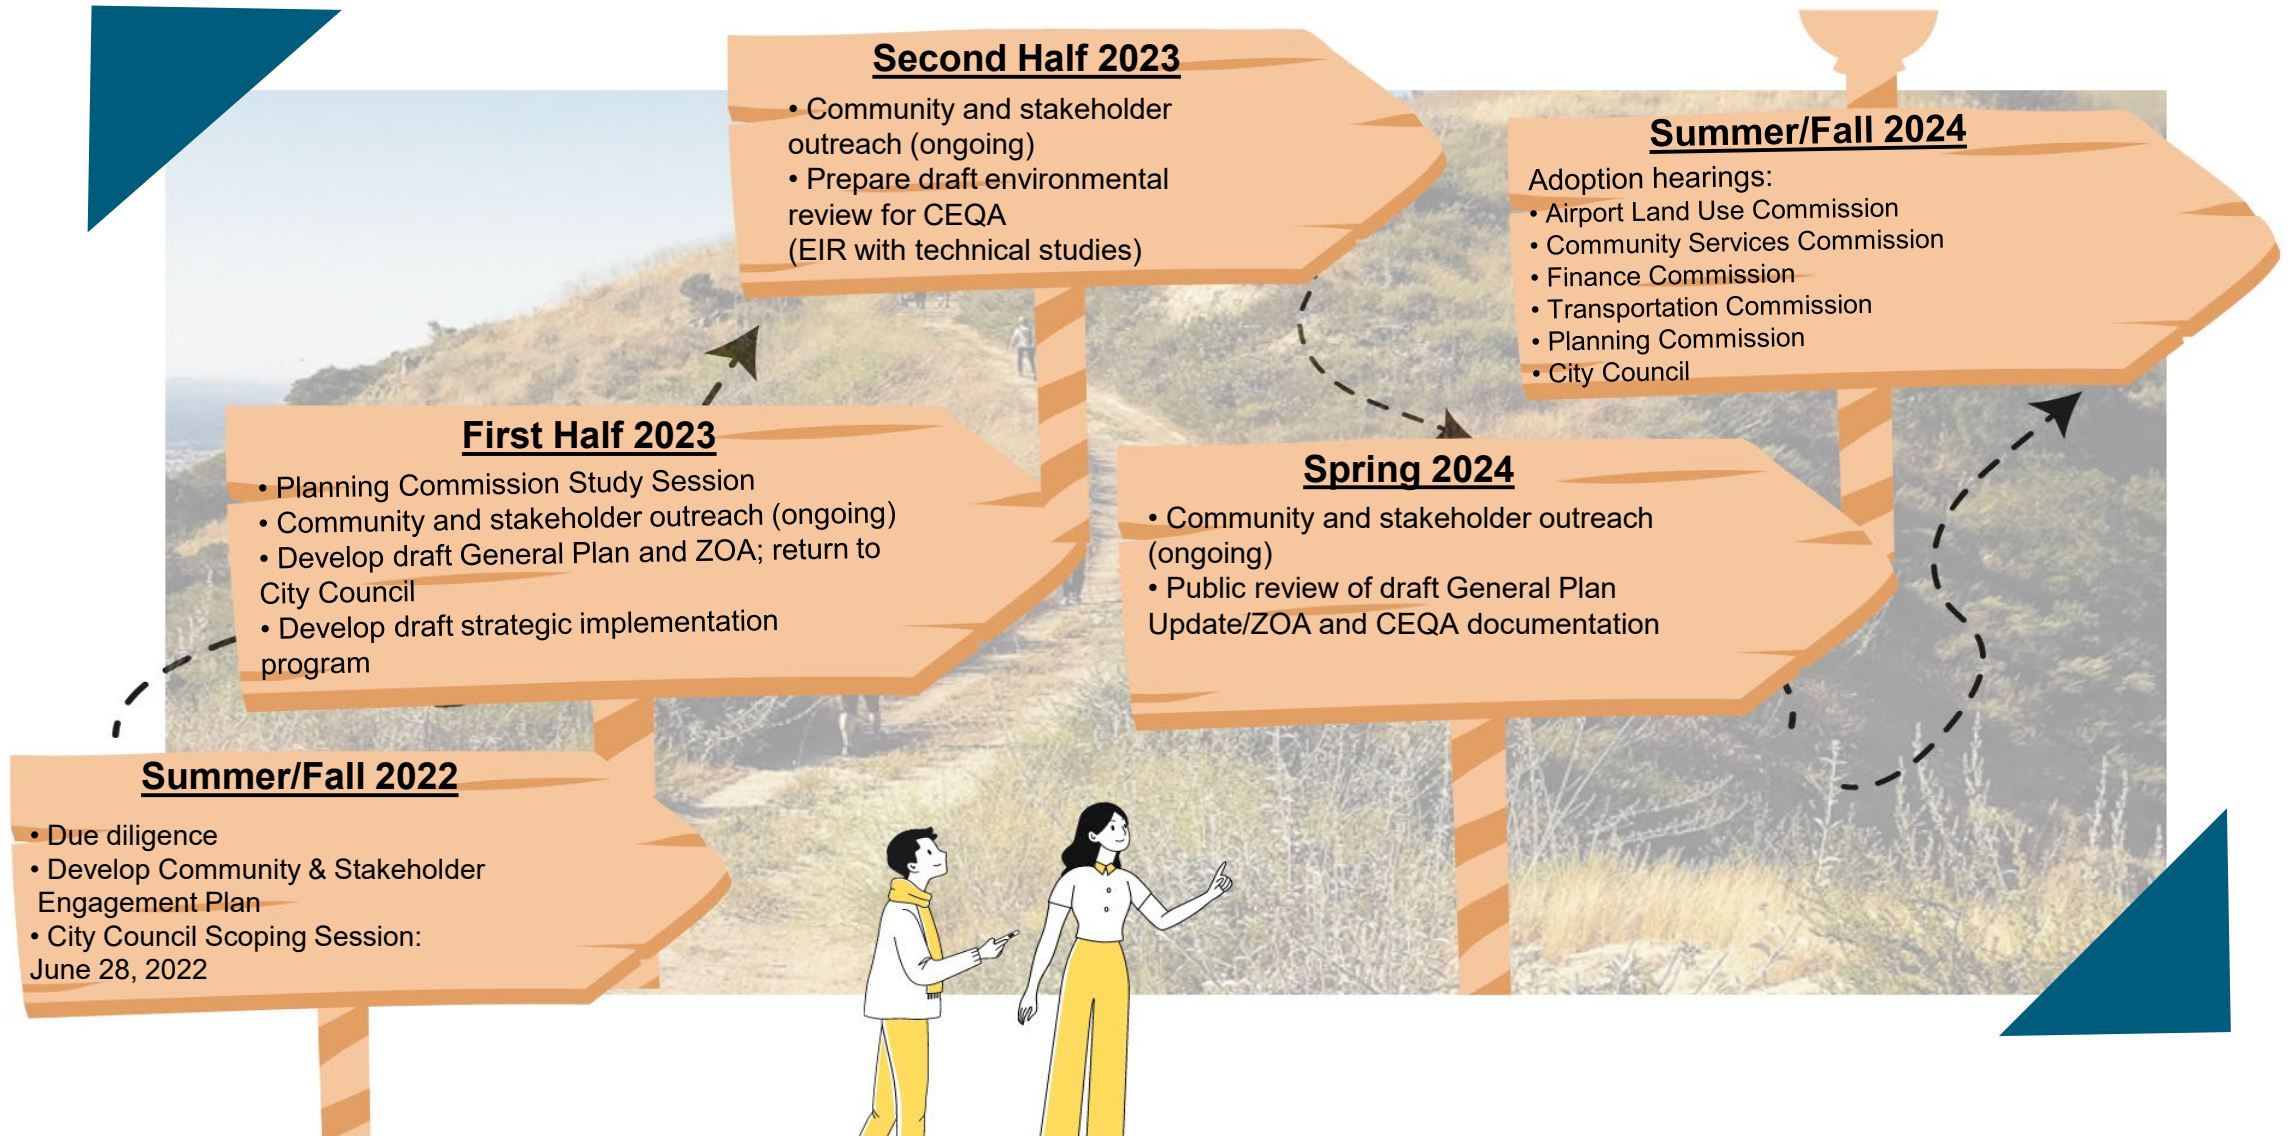 Summer/Fall 2022
• Due diligence
• Develop Community & Stakeholder
Engagement Plan
• City Council Scoping Session:
June 28, 2022
First Half 2023
• Planning Commission Study Session
• Community and stakeholder outreach (ongoing)
• Develop draft General Plan and ZOA; return to
City Council
• Develop draft strategic implementation
program
Second Half 2023
• Community and stakeholder
outreach (ongoing)
• Prepare draft environmental
review for CEQA
(EIR with technical studies)
Spring 2024
• Community and stakeholder outreach
(ongoing)
• Public review of draft General Plan
Update/ZOA and CEQA documentation
Summer/Fall 2024
Adoption hearings:
• Airport Land Use Commission
• Community Services Commission
• Finance Commission
• Transportation Commission
• Planning Commission
• City Council